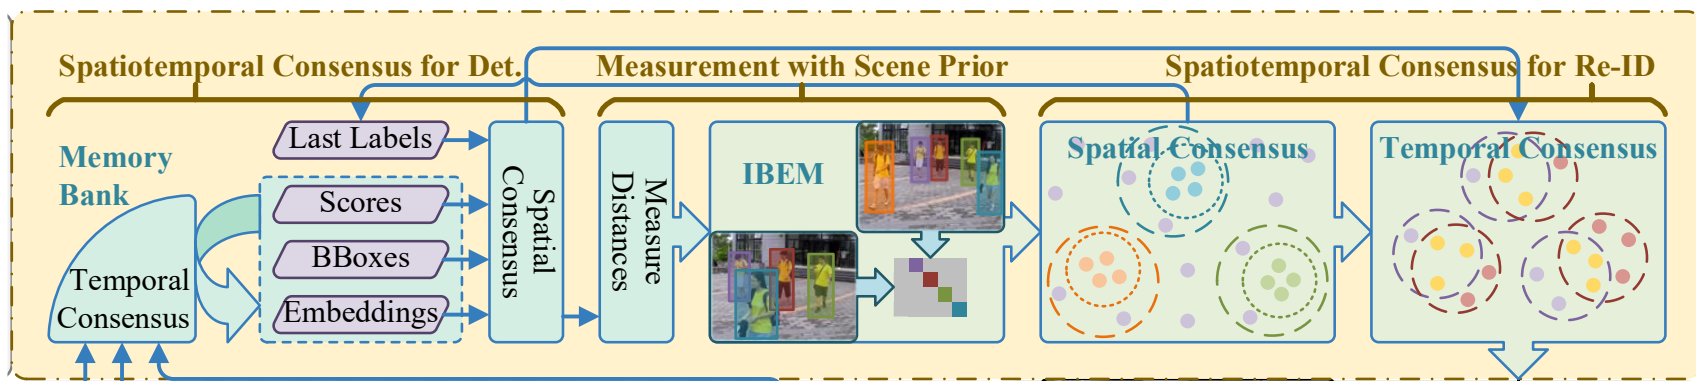 Spatiotemporal Consensus for Det.
Measurement with Scene Prior
Spatiotemporal Consensus for Re-ID
Memory
Bank
Last Labels
Scores
BBoxes
Embeddings
Temporal
Consensus
Spatial
Consensus
Measure
Distances
IBEM
Spatial Consensus
Temporal Consensus